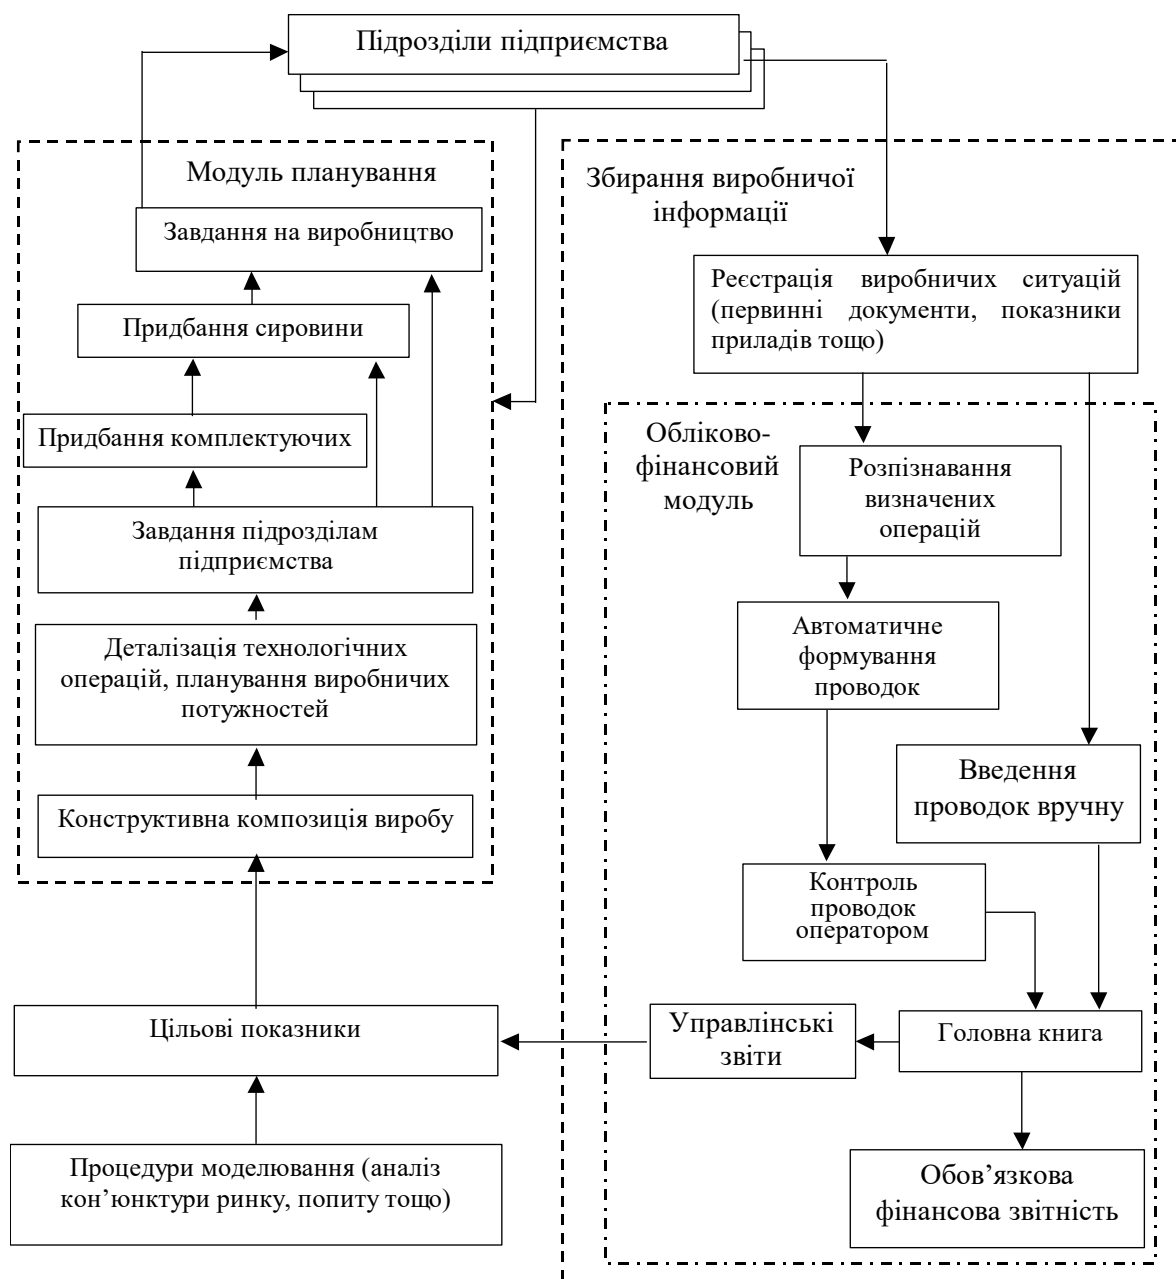 Підрозділи підприємства
Модуль планування
Завдання на виробництво
Придбання сировини
Придбання комплектуючих
Завдання підрозділам
підприємства
Деталізація технологічних
операцій, планування виробничих
потужностей
Конструктивна композиція виробу
Цільові показники
Процедури моделювання (аналіз
кон’юнктури ринку, попиту тощо)
Збирання виробничої
інформації
Реєстрація виробничих ситуацій
(первинні документи, показники
приладів тощо)
Обліково-
фінансовий
модуль
Розпізнавання
визначених
операцій
Автоматичне
формування
проводок
Введення
проводок вручну
Контроль
проводок
оператором
Управлінські
звіти
Головна книга
Обов’язкова
фінансова звітність